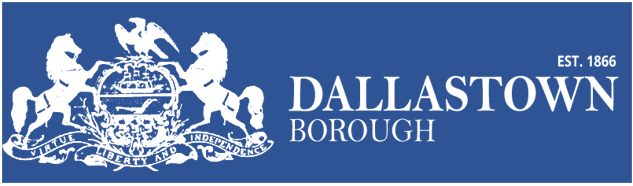 VIRTUE LIBERTY AND INDEPENDENCE
EST. 1866
DALLASTOWN
BOROUGH